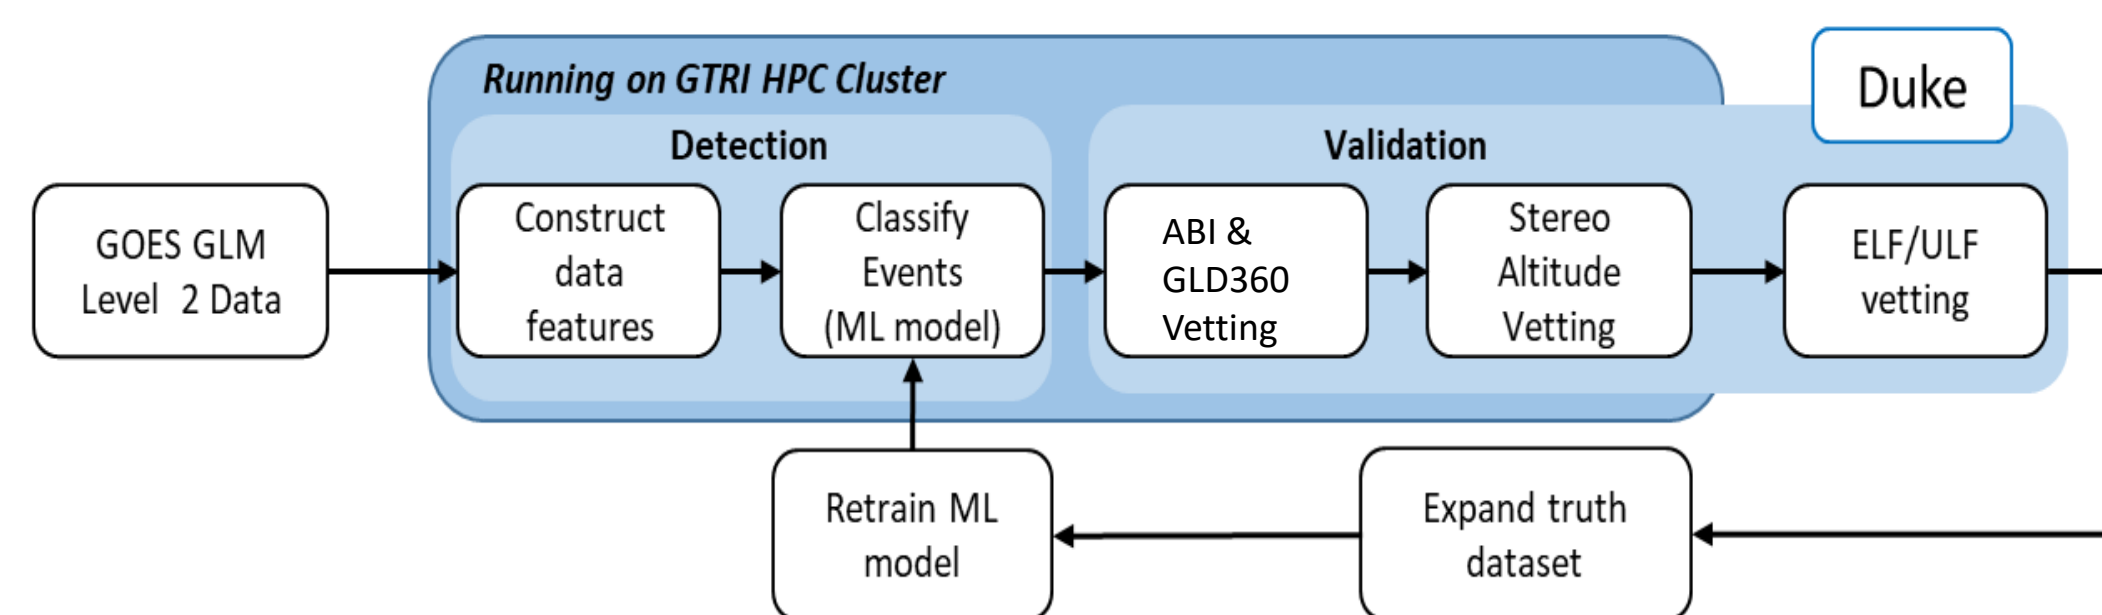 Running on GTRI HPC Cluster
Duke
Detection
Validation
GOES GLM
Level 2 Data
Construct
data
features
Classify
Events
(ML model)
ABI &
GLD360
Vetting
Stereo
Altitude
Vetting
ELF/ULF
vetting
Retrain ML
model
Expand truth
dataset